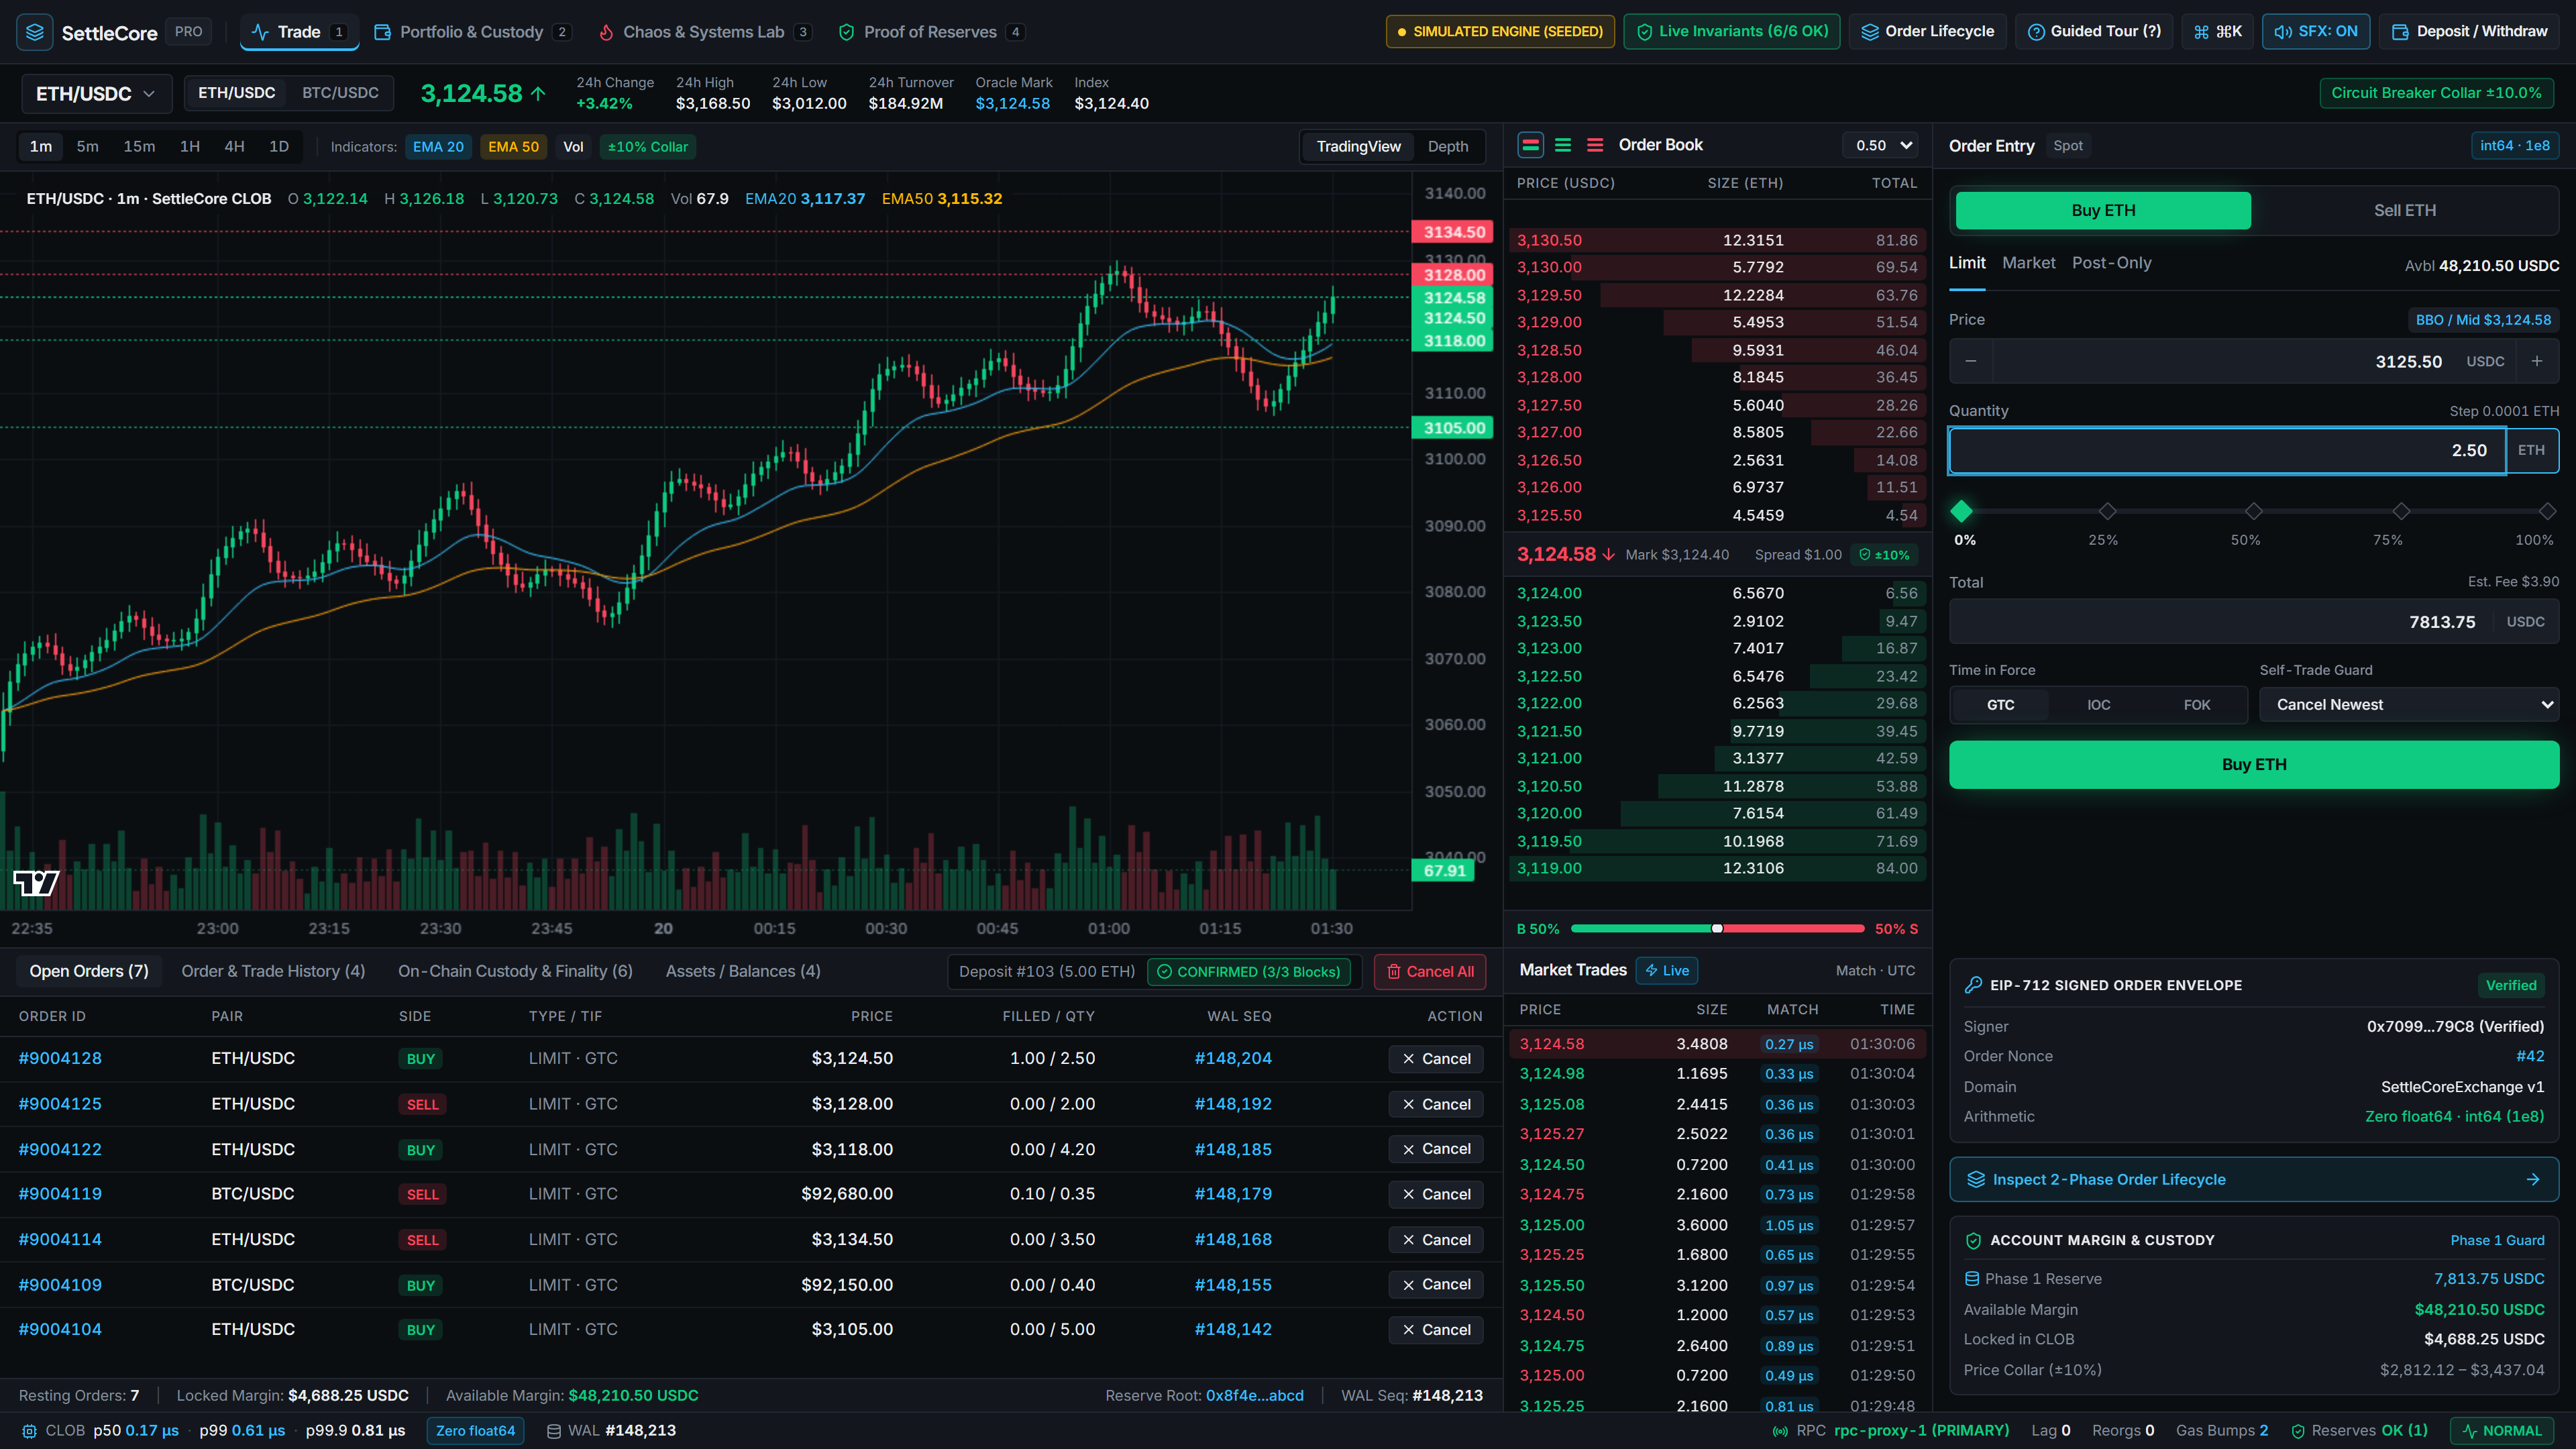 SettleCore PRO Trade 1 Portfolio & Custody 2 Chaos & Systems Lab 3 Proof of Reserves 4 SIMULATED ENGINE (SEEDED) Live Invariants (6/6 OK) Order Lifecycle Guided Tour (?) ⌘ ⌘K SFX: ON Deposit / Withdraw
ETH/USDC ETH/USDC BTC/USDC 3,124.58 ↑
24h Change 24h High 24h Low 24h Turnover Oracle Mark Index
+3.42% $3,168.50 $3,012.00 $184.92M $3,124.58 $3,124.40
Circuit Breaker Collar ±10.0%
1m 5m 15m 1H 4H 1D Indicators: EMA 20 EMA 50 Vol ±10% Collar TradingView Depth
ETH/USDC · 1m · SettleCore CLOB O 3,122.14 H 3,126.18 L 3,120.73 C 3,124.58 Vol 67.9 EMA20 3,117.37 EMA50 3,115.32
3140.00
3134.50
3130.00
3128.00
3124.58
3124.50
3118.00
3110.00
3105.00
3100.00
3090.00
3080.00
3070.00
3060.00
3050.00
3040.00
67.91
22:35 23:00 23:15 23:30 23:45 20 00:15 00:30 00:45 01:00 01:15 01:30
Order Book 0.50
PRICE (USDC) SIZE (ETH) TOTAL
3,130.50 12.3151 81.86
3,130.00 5.7792 69.54
3,129.50 12.2284 63.76
3,129.00 5.4953 51.54
3,128.50 9.5931 46.04
3,128.00 8.1845 36.45
3,127.50 5.6040 28.26
3,127.00 8.5805 22.66
3,126.50 2.5631 14.08
3,126.00 6.9737 11.51
3,125.50 4.5459 4.54
3,124.58 ↓ Mark $3,124.40 Spread $1.00 ±10%
3,124.00 6.5670 6.56
3,123.50 2.9102 9.47
3,123.00 7.4017 16.87
3,122.50 6.5476 23.42
3,122.00 6.2563 29.68
3,121.50 9.7719 39.45
3,121.00 3.1377 42.59
3,120.50 11.2878 53.88
3,120.00 7.6154 61.49
3,119.50 10.1968 71.69
3,119.00 12.3106 84.00
B 50% 50% S
Order Entry Spot int64 · 1e8
Buy ETH Sell ETH
Limit Market Post-Only Avbl 48,210.50 USDC
Price BBO / Mid $3,124.58
− 3125.50 USDC +
Quantity Step 0.0001 ETH
2.50 ETH
0% 25% 50% 75% 100%
Total Est. Fee $3.90
7813.75 USDC
Time in Force Self-Trade Guard
GTC IOC FOK Cancel Newest
Buy ETH
Open Orders (7) Order & Trade History (4) On-Chain Custody & Finality (6) Assets / Balances (4) Deposit #103 (5.00 ETH) CONFIRMED (3/3 Blocks) Cancel All
ORDER ID PAIR SIDE TYPE / TIF PRICE FILLED / QTY WAL SEQ ACTION
#9004128 ETH/USDC BUY LIMIT · GTC $3,124.50 1.00 / 2.50 #148,204 × Cancel
#9004125 ETH/USDC SELL LIMIT · GTC $3,128.00 0.00 / 2.00 #148,192 × Cancel
#9004122 ETH/USDC BUY LIMIT · GTC $3,118.00 0.00 / 4.20 #148,185 × Cancel
#9004119 BTC/USDC SELL LIMIT · GTC $92,680.00 0.10 / 0.35 #148,179 × Cancel
#9004114 ETH/USDC SELL LIMIT · GTC $3,134.50 0.00 / 3.50 #148,168 × Cancel
#9004109 BTC/USDC BUY LIMIT · GTC $92,150.00 0.00 / 0.40 #148,155 × Cancel
#9004104 ETH/USDC BUY LIMIT · GTC $3,105.00 0.00 / 5.00 #148,142 × Cancel
Resting Orders: 7 Locked Margin: $4,688.25 USDC Available Margin: $48,210.50 USDC Reserve Root: 0x8f4e...abcd WAL Seq: #148,213
Market Trades Live Match · UTC
PRICE SIZE MATCH TIME
3,124.58 3.4808 0.27 µs 01:30:06
3,124.98 1.1695 0.33 µs 01:30:04
3,125.08 2.4415 0.36 µs 01:30:03
3,125.27 2.5022 0.36 µs 01:30:01
3,124.50 0.7200 0.41 µs 01:30:00
3,124.75 2.1600 0.73 µs 01:29:58
3,125.00 3.6000 1.05 µs 01:29:57
3,125.25 1.6800 0.65 µs 01:29:55
3,125.50 3.1200 0.97 µs 01:29:54
3,124.50 1.2000 0.57 µs 01:29:53
3,124.75 2.6400 0.89 µs 01:29:51
3,125.00 0.7200 0.49 µs 01:29:50
3,125.25 2.1600 0.81 µs 01:29:48
EIP-712 SIGNED ORDER ENVELOPE Verified
Signer 0x7099...79C8 (Verified)
Order Nonce #42
Domain SettleCoreExchange v1
Arithmetic Zero float64 · int64 (1e8)
Inspect 2-Phase Order Lifecycle →
ACCOUNT MARGIN & CUSTODY Phase 1 Guard
Phase 1 Reserve 7,813.75 USDC
Available Margin $48,210.50 USDC
Locked in CLOB $4,688.25 USDC
Price Collar (±10%) $2,812.12 – $3,437.04
CLOB p50 0.17 µs · p99 0.61 µs · p99.9 0.81 µs Zero float64 WAL #148,213 RPC rpc-proxy-1 (PRIMARY) Lag 0 Reorgs 0 Gas Bumps 2 Reserves OK (1) NORMAL